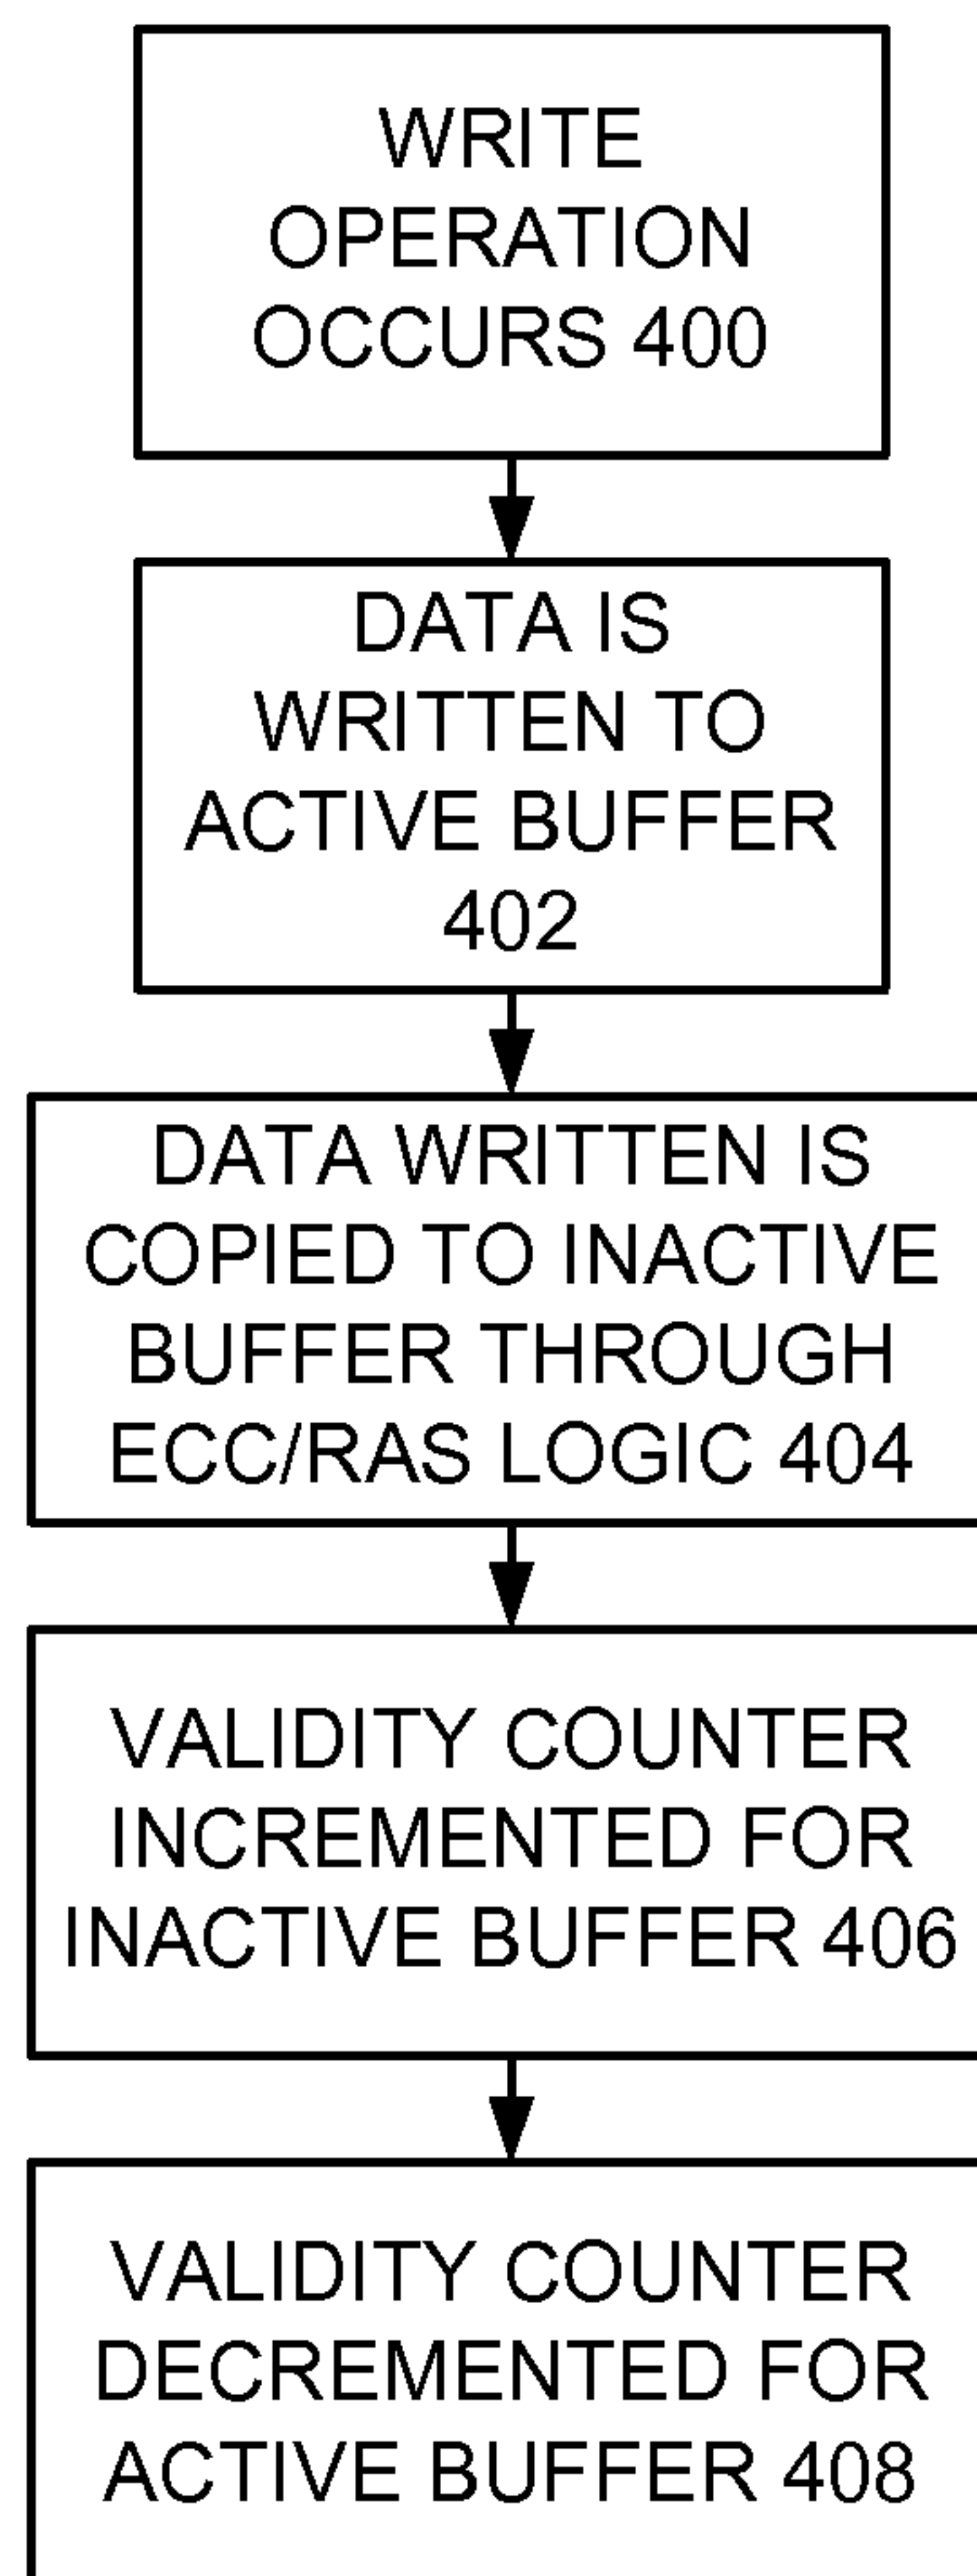 WRITE
OPERATION
OCCURS 400
DATA IS
WRITTEN TO
ACTIVE BUFFER
402
DATA WRITTEN IS
COPIED TO INACTIVE
BUFFER THROUGH
ECC/RAS LOGIC 404
VALIDITY COUNTER
INCREMENTED FOR
INACTIVE BUFFER 406
VALIDITY COUNTER
DECREMENTED FOR
ACTIVE BUFFER 408